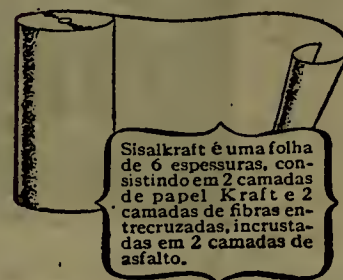 Sisalkraft é uma folha
de 6 espessuras, con-
sistindo em 2 camadas
de papel Kraft e 2
camadas de fibras en-
trecruzadas, incrusta-
das em 2 camadas de
asfalto.